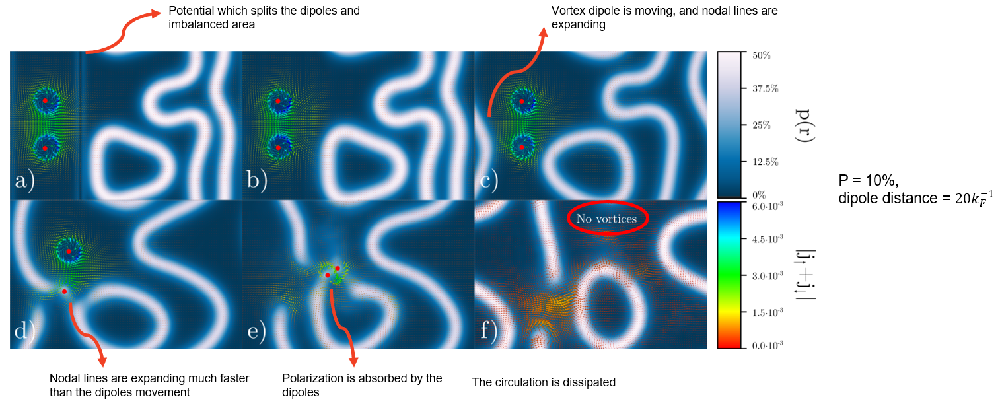 Potential which splits the dipoles and
imbalanced area
Vortex dipole is moving, and nodal lines are
expanding
a)
b)
c)
50%
37.5%
25%
12.5%
0%
p(r)
P = 10%,
dipole distance = 20k_F^{-1}
d)
e)
f)
No vortices
6.0·10⁻³
4.5·10⁻³
3.0·10⁻³
1.5·10⁻³
0.0·10⁻³
|j↑+j↓|
Nodal lines are expanding much faster
than the dipoles movement
Polarization is absorbed by the
dipoles
The circulation is dissipated